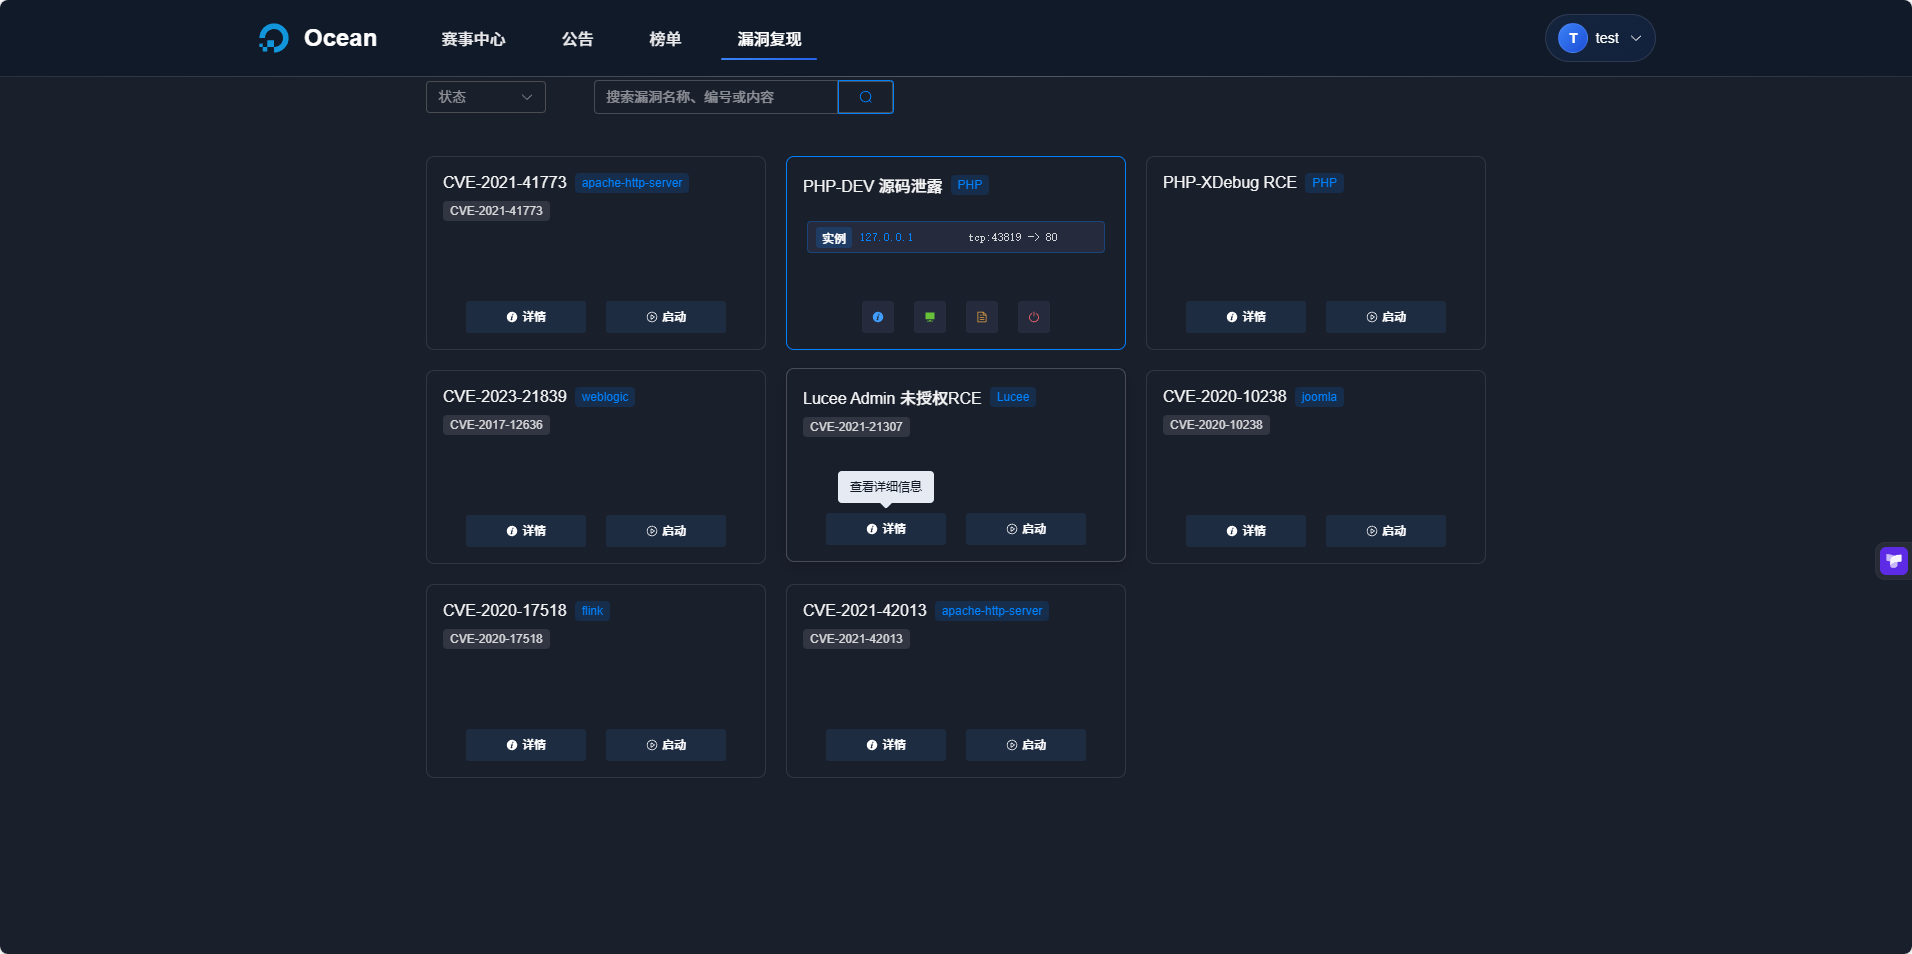 Ocean
赛事中心
公告
榜单
漏洞复现
T
test
状态
搜索漏洞名称、编号或内容
CVE-2021-41773 apache-http-server
CVE-2021-41773
详情
启动
PHP-DEV 源码泄露 PHP
实例 127.0.0.1 tcp:43819 -> 80
PHP-XDebug RCE PHP
详情
启动
CVE-2023-21839 weblogic
CVE-2017-12636
详情
启动
Lucee Admin 未授权RCE Lucee
CVE-2021-21307
查看详细信息
详情
启动
CVE-2020-10238 joomla
CVE-2020-10238
详情
启动
CVE-2020-17518 flink
CVE-2020-17518
详情
启动
CVE-2021-42013 apache-http-server
CVE-2021-42013
详情
启动